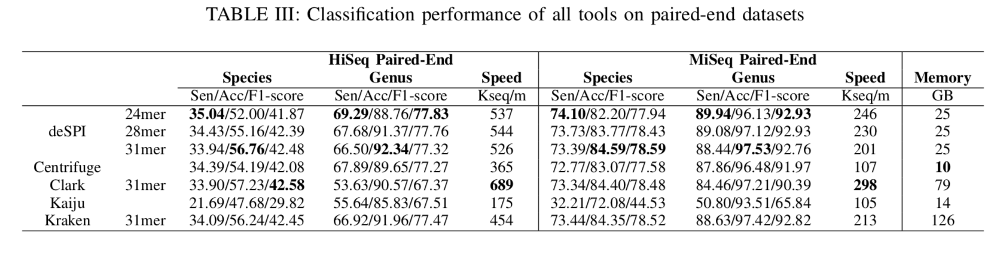 TABLE III: Classification performance of all tools on paired-end datasets
HiSeq Paired-End MiSeq Paired-End
Species Genus Speed Species Genus Speed Memory
Sen/Acc/F1-score Sen/Acc/F1-score Kseq/m Sen/Acc/F1-score Sen/Acc/F1-score Kseq/m GB
24mer 35.04/52.00/41.87 69.29/88.76/77.83 537 74.10/82.20/77.94 89.94/96.13/92.93 246 25
deSPI 28mer 34.43/55.16/42.39 67.68/91.37/77.76 544 73.73/83.77/78.43 89.08/97.12/92.93 230 25
31mer 33.94/56.76/42.48 66.50/92.34/77.32 526 73.39/84.59/78.59 88.44/97.53/92.76 201 25
Centrifuge 34.39/54.19/42.08 67.89/89.65/77.27 365 72.77/83.07/77.58 87.86/96.48/91.97 107 10
Clark 31mer 33.90/57.23/42.58 53.63/90.57/67.37 689 73.34/84.40/78.48 84.46/97.21/90.39 298 79
Kaiju 21.69/47.68/29.82 55.64/85.83/67.51 175 32.21/72.08/44.53 50.80/93.51/65.84 105 14
Kraken 31mer 34.09/56.24/42.45 66.92/91.96/77.47 454 73.44/84.35/78.52 88.63/97.42/92.82 213 126